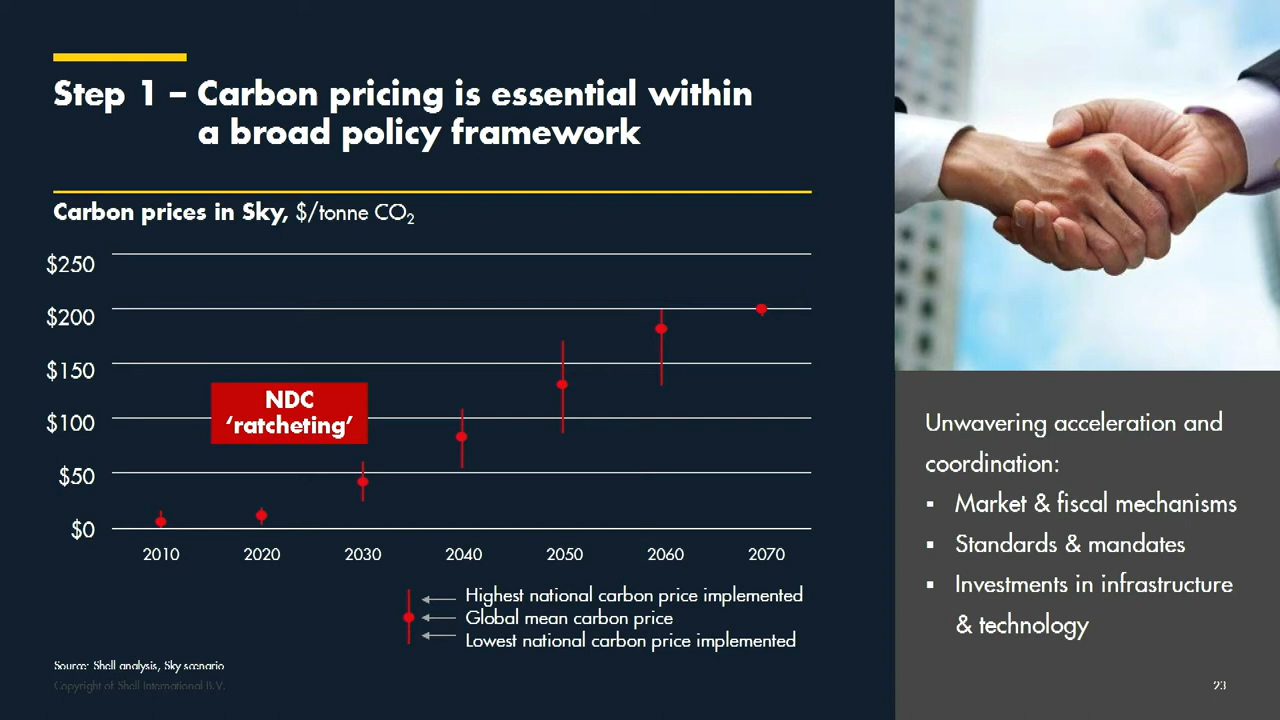 Step 1 – Carbon pricing is essential within
a broad policy framework
Carbon prices in Sky, $/tonne CO₂
$250
$200
$150
$100
$50
$0
NDC
‘ratcheting’
2010 2020 2030 2040 2050 2060 2070
Highest national carbon price implemented
Global mean carbon price
Lowest national carbon price implemented
Source: Shell analysis, Sky scenario
Copyright of Shell International B.V.
Unwavering acceleration and
coordination:
▪ Market & fiscal mechanisms
▪ Standards & mandates
▪ Investments in infrastructure
& technology
23